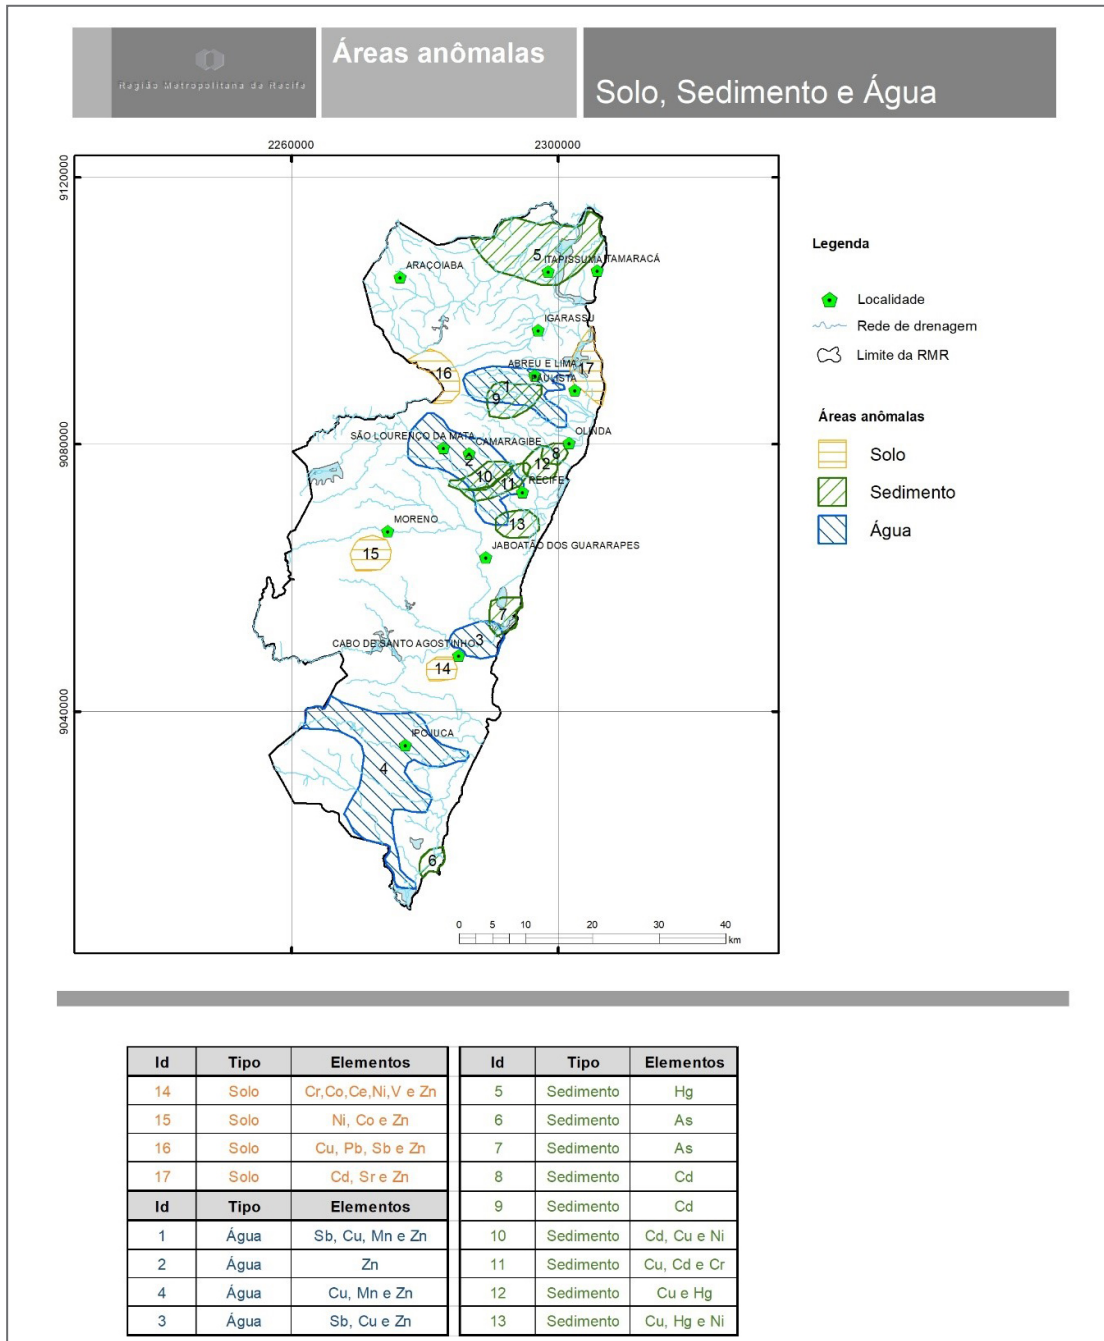 Região Metropolitana de Recife
Áreas anômalas
Solo, Sedimento e Água
2260000 2300000
9120000
9080000
9040000
ARAÇOIABA
5
ITAPISSUMA
ITAMARACÁ
IGARASSU
ABREU E LIMA
17
16
1
PAULISTA
9
OLINDA
SÃO LOURENÇO DA MATA
CAMARAGIBE
2
8
12
10
11
RECIFE
13
MORENO
15
JABOATÃO DOS GUARARAPES
7
3
CABO DE SANTO AGOSTINHO
14
IPOJUCA
4
6
0 5 10 20 30 40
km
Legenda
Localidade
Rede de drenagem
Limite da RMR
Áreas anômalas
Solo
Sedimento
Água
Id Tipo Elementos
14 Solo Cr,Co,Ce,Ni,V e Zn
15 Solo Ni, Co e Zn
16 Solo Cu, Pb, Sb e Zn
17 Solo Cd, Sr e Zn
Id Tipo Elementos
1 Água Sb, Cu, Mn e Zn
2 Água Zn
4 Água Cu, Mn e Zn
3 Água Sb, Cu e Zn
Id Tipo Elementos
5 Sedimento Hg
6 Sedimento As
7 Sedimento As
8 Sedimento Cd
9 Sedimento Cd
10 Sedimento Cd, Cu e Ni
11 Sedimento Cu, Cd e Cr
12 Sedimento Cu e Hg
13 Sedimento Cu, Hg e Ni